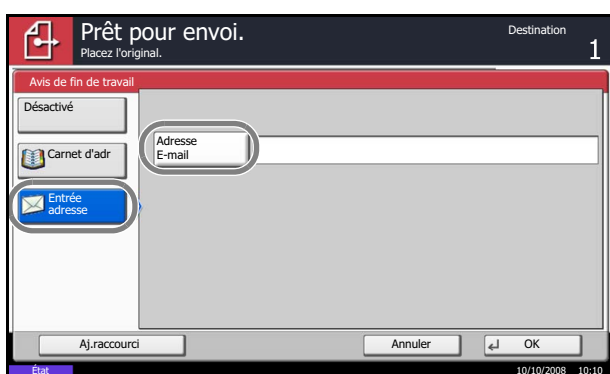 Prêt pour envoi.
Placez l'original.
Destination
1
Avis de fin de travail
Désactivé
Carnet d'adr
Entrée
adresse
Adresse
E-mail
Aj.raccourci
Annuler
OK
État
10/10/2008 10:10